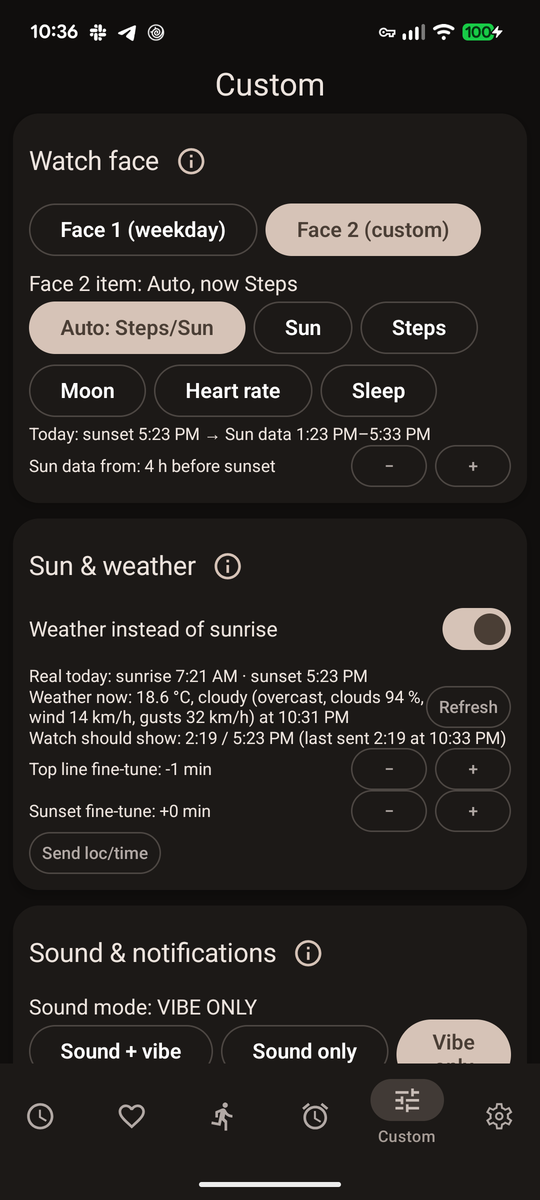 10:36
100
Custom
Watch face
Face 1 (weekday)
Face 2 (custom)
Face 2 item: Auto, now Steps
Auto: Steps/Sun
Sun
Steps
Moon
Heart rate
Sleep
Today: sunset 5:23 PM → Sun data 1:23 PM–5:33 PM
Sun data from: 4 h before sunset
−
+
Sun & weather
Weather instead of sunrise
Real today: sunrise 7:21 AM · sunset 5:23 PM
Weather now: 18.6 °C, cloudy (overcast, clouds 94 %,
wind 14 km/h, gusts 32 km/h) at 10:31 PM
Refresh
Watch should show: 2:19 / 5:23 PM (last sent 2:19 at 10:33 PM)
Top line fine-tune: -1 min
−
+
Sunset fine-tune: +0 min
−
+
Send loc/time
Sound & notifications
Sound mode: VIBE ONLY
Sound + vibe
Sound only
Vibe
only
Custom